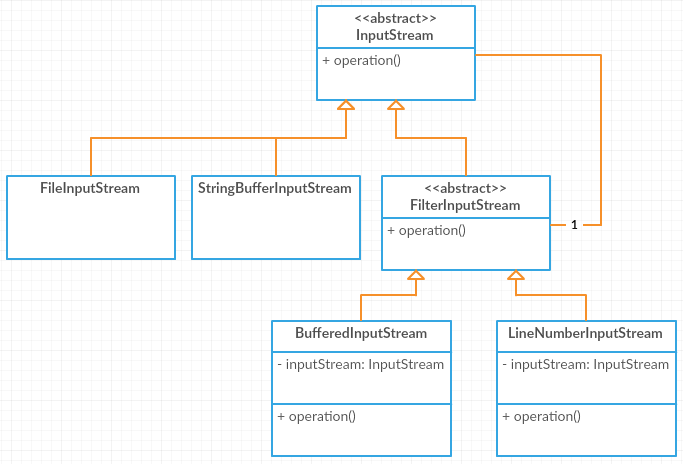 <<abstract>>
InputStream
+ operation()
FileInputStream
StringBufferInputStream
<<abstract>>
FilterInputStream
+ operation()
1
BufferedInputStream
- inputStream: InputStream
+ operation()
LineNumberInputStream
- inputStream: InputStream
+ operation()